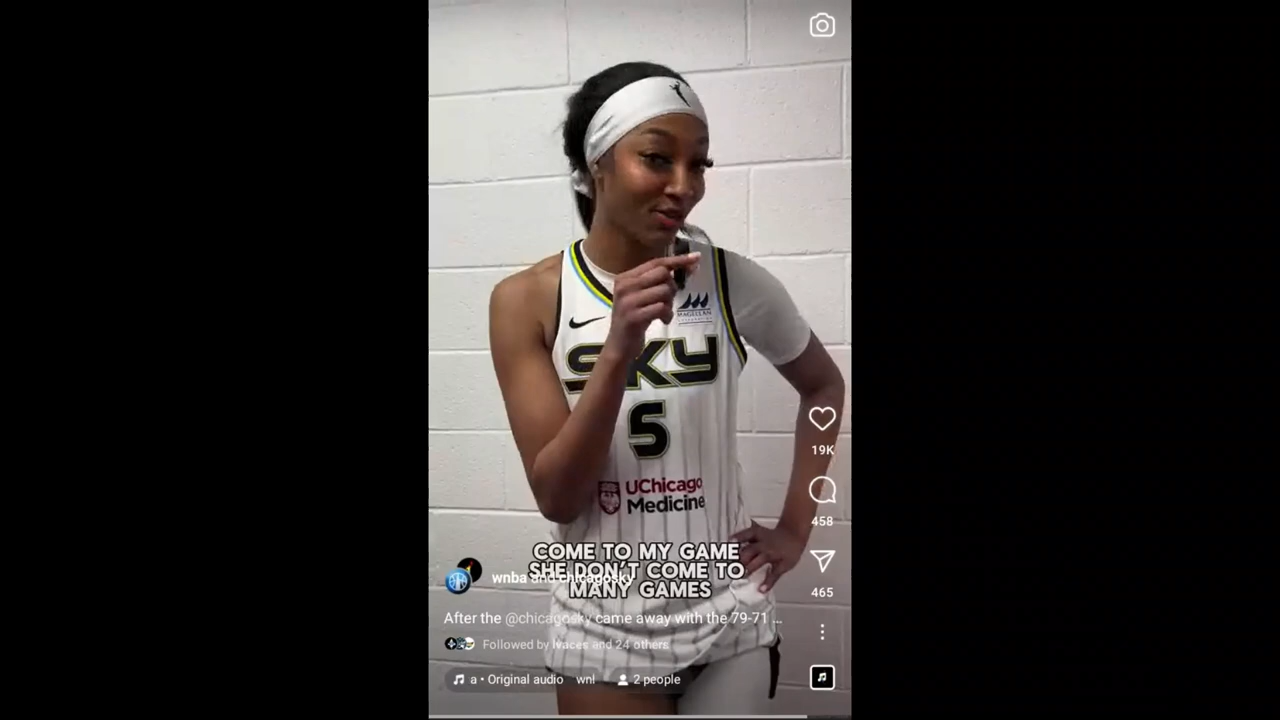 MAGELLAN
SKY
5
UChicago
Medicine
19K
458
COME TO MY GAME
SHE DON'T COME TO
MANY GAMES
wnba and chicagosky
465
After the @chicagosky came away with the 79-71 ...
Followed by lvaces and 24 others
a • Original audio wn!
2 people